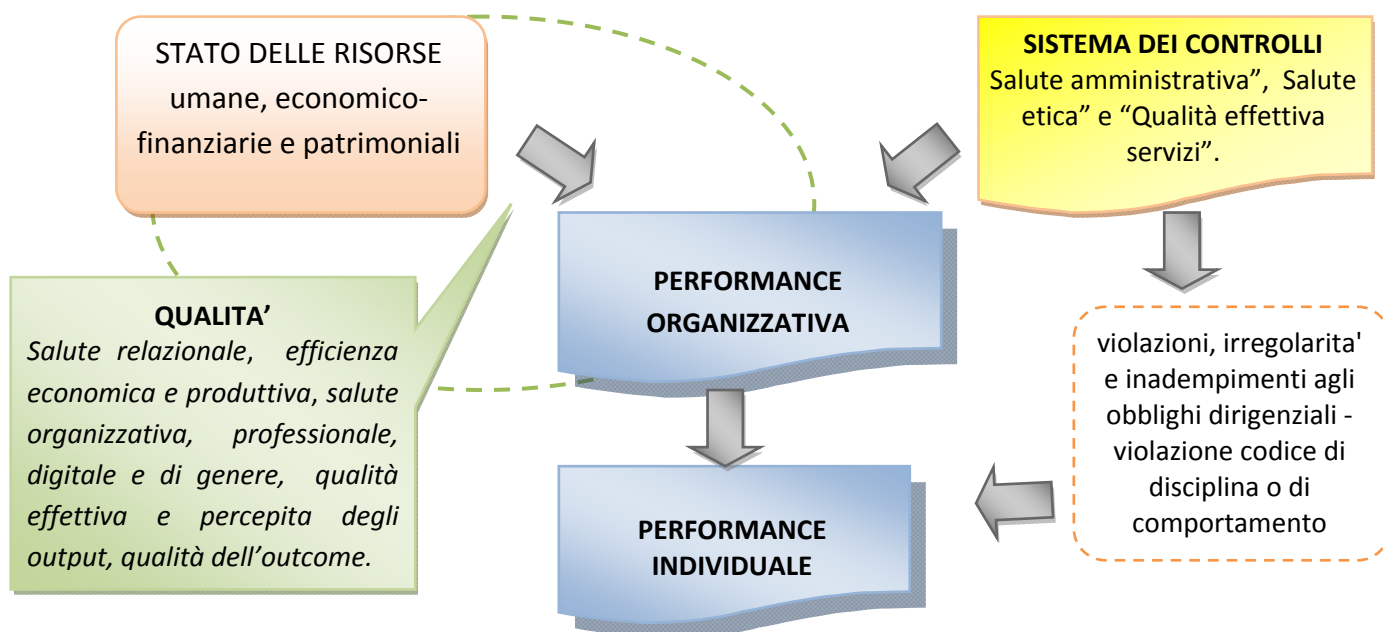 STATO DELLE RISORSE
umane, economico-
finanziarie e patrimoniali
SISTEMA DEI CONTROLLI
Salute amministrativa”, Salute
etica” e “Qualità effettiva
servizi”.
PERFORMANCE
ORGANIZZATIVA
QUALITA’
Salute relazionale, efficienza
economica e produttiva, salute
organizzativa, professionale,
digitale e di genere, qualità
effettiva e percepita degli
output, qualità dell’outcome.
violazioni, irregolarita'
e inadempimenti agli
obblighi dirigenziali -
violazione codice di
disciplina o di
comportamento
PERFORMANCE
INDIVIDUALE